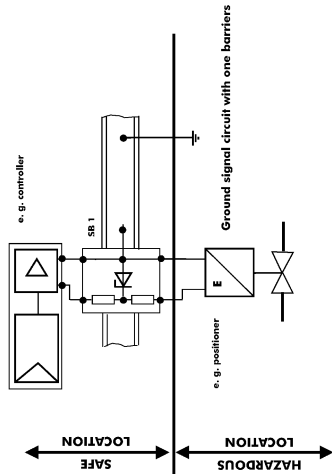 e. g. controller
SB 1
Ground signal circuit with one barriers
E
e. g. positioner
SAFE
LOCATION
HAZARDOUS
LOCATION